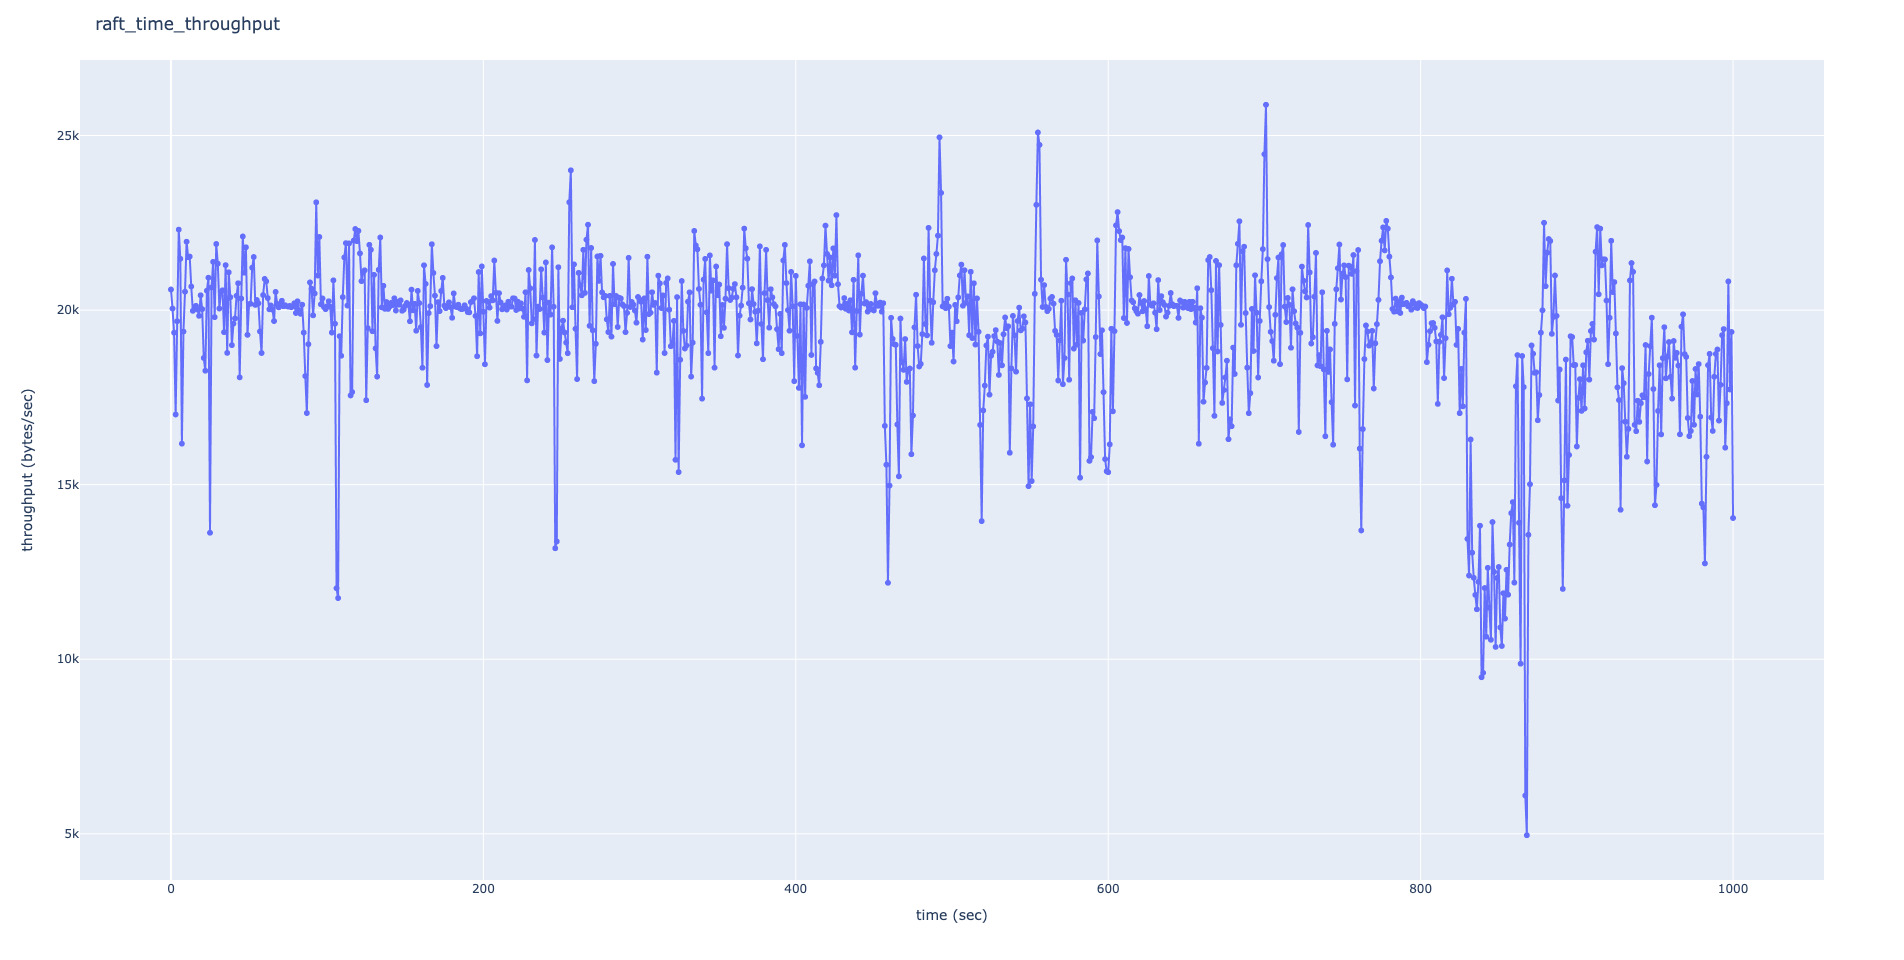 raft_time_throughput
25k
20k
15k
10k
5k
throughput (bytes/sec)
0 200 400 600 800 1000
time (sec)